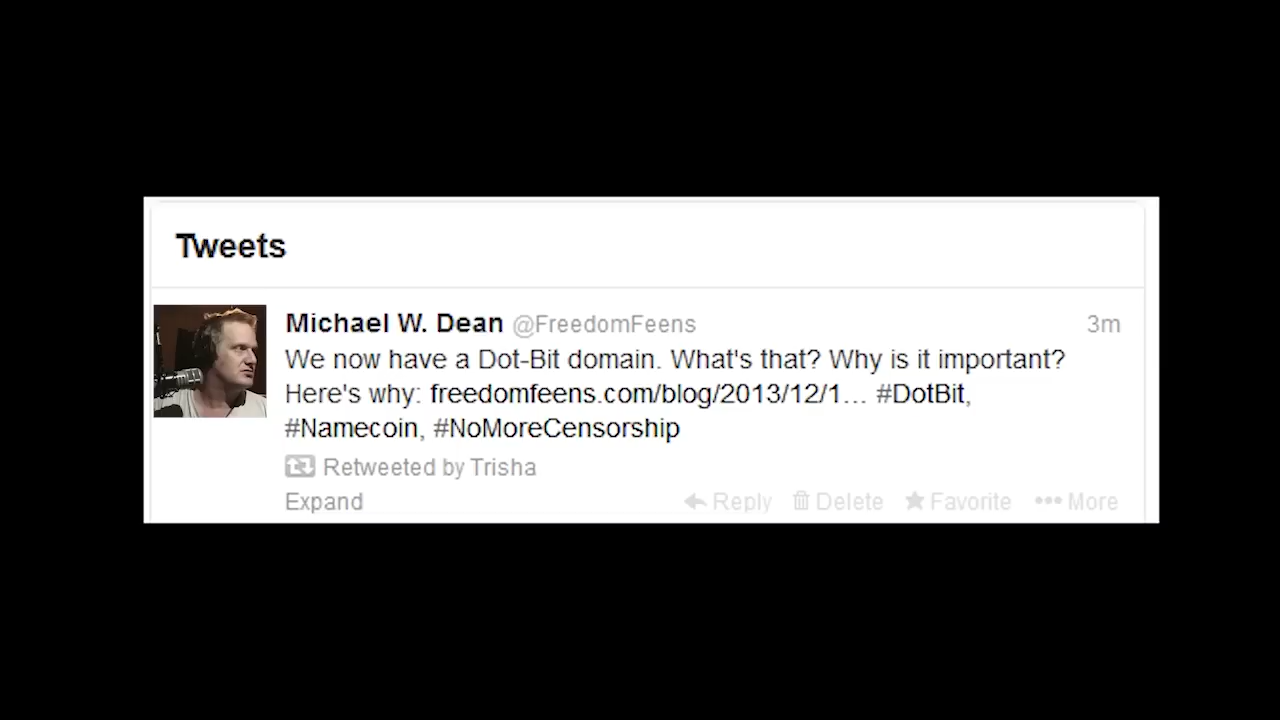 Tweets
Michael W. Dean @FreedomFeens 3m
We now have a Dot-Bit domain. What's that? Why is it important?
Here's why: freedomfeens.com/blog/2013/12/1… #DotBit,
#Namecoin, #NoMoreCensorship
Retweeted by Trisha
Expand Reply Delete Favorite More